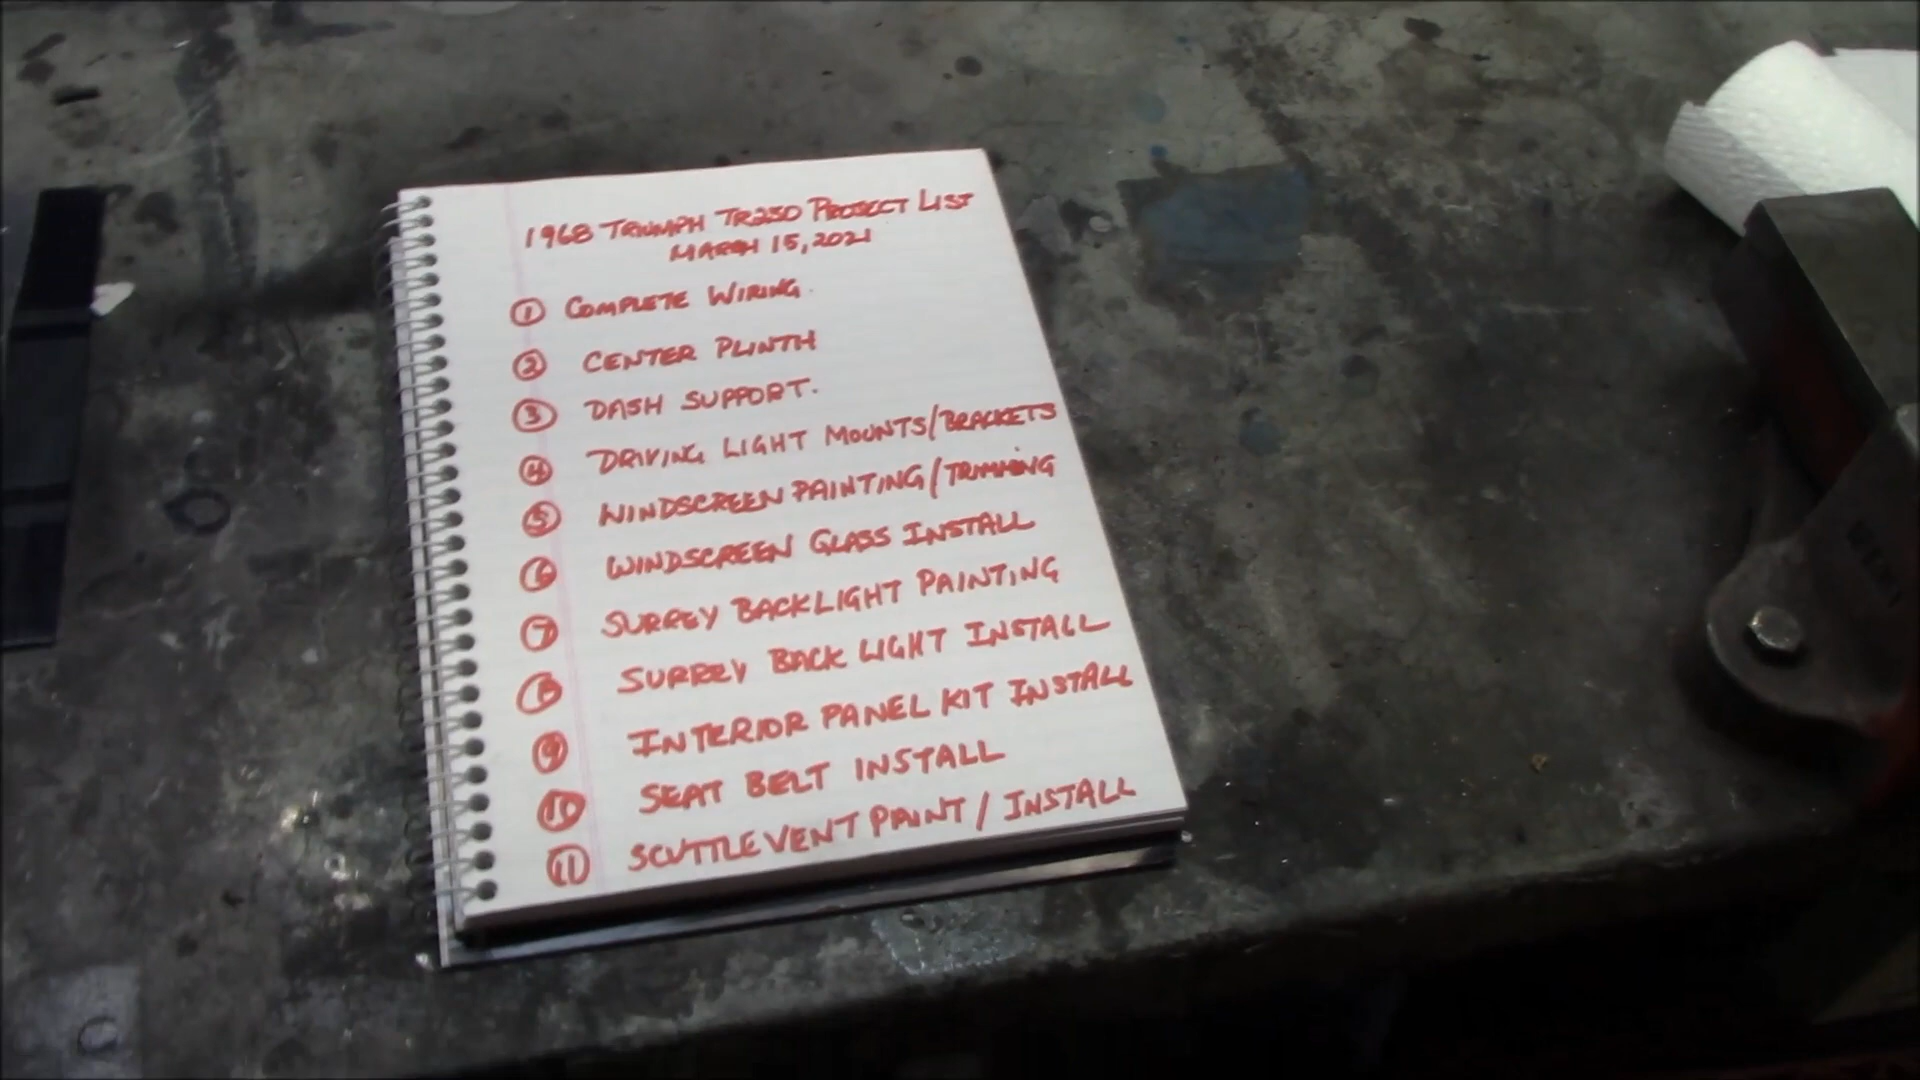 1968 TRIUMPH TR250 PROJECT LIST
MARCH 15, 2021
1 COMPLETE WIRING.
2 CENTER PLINTH
3 DASH SUPPORT.
4 DRIVING LIGHT MOUNTS/BRACKETS
5 WINDSCREEN PAINTING/TRIMMING
6 WINDSCREEN GLASS INSTALL
7 SURREY BACKLIGHT PAINTING
8 SURREY BACK LIGHT INSTALL
9 INTERIOR PANEL KIT INSTALL
10 SEAT BELT INSTALL
11 SCUTTLE VENT PAINT / INSTALL